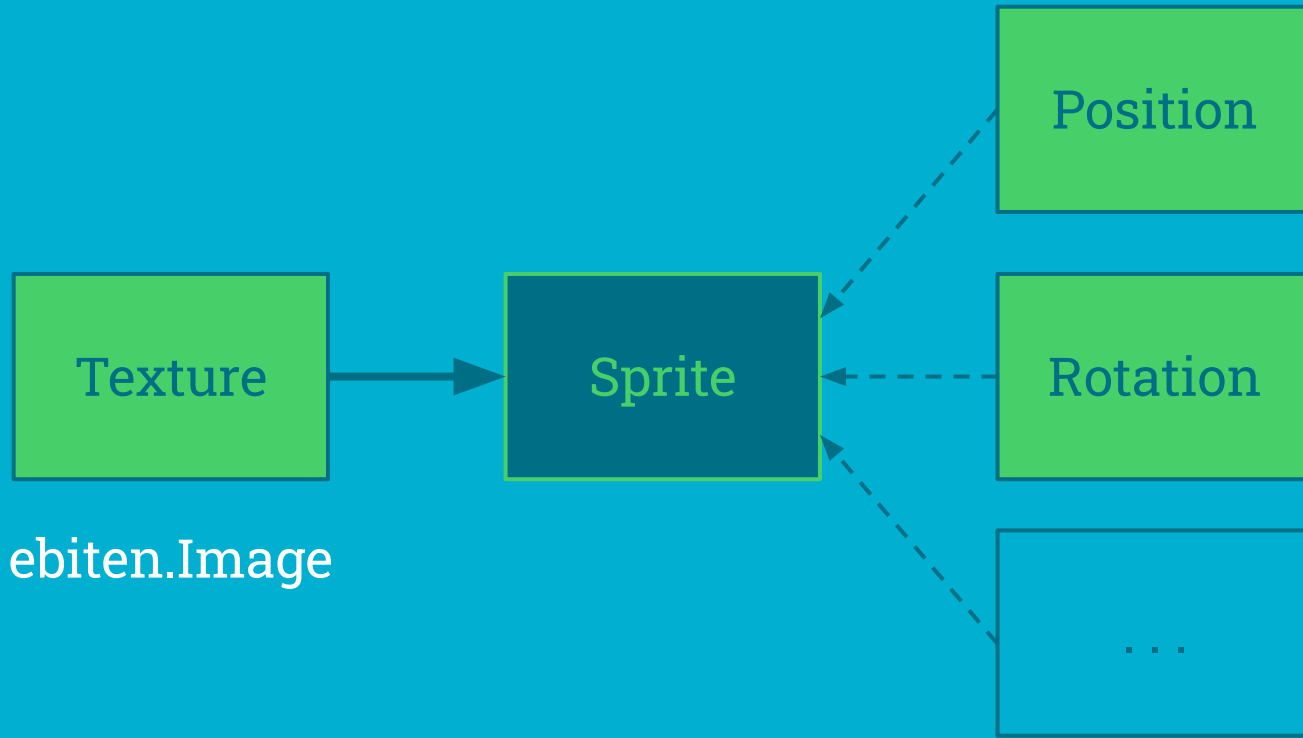 Position
Texture
Sprite
Rotation
ebiten.Image
...